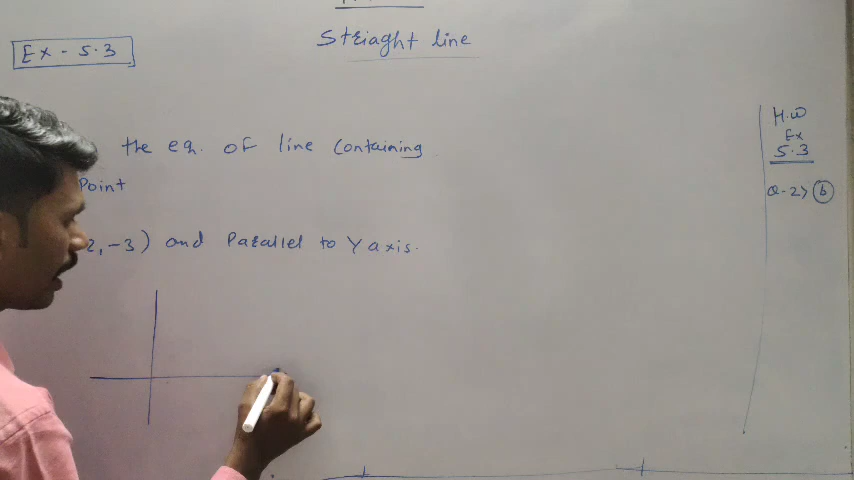 Striaght line
Ex - 5.3
the eq. of line Containing
Point
2, -3) and Parallel to Y axis.
H.W
Ex
5.3
Q-2> b